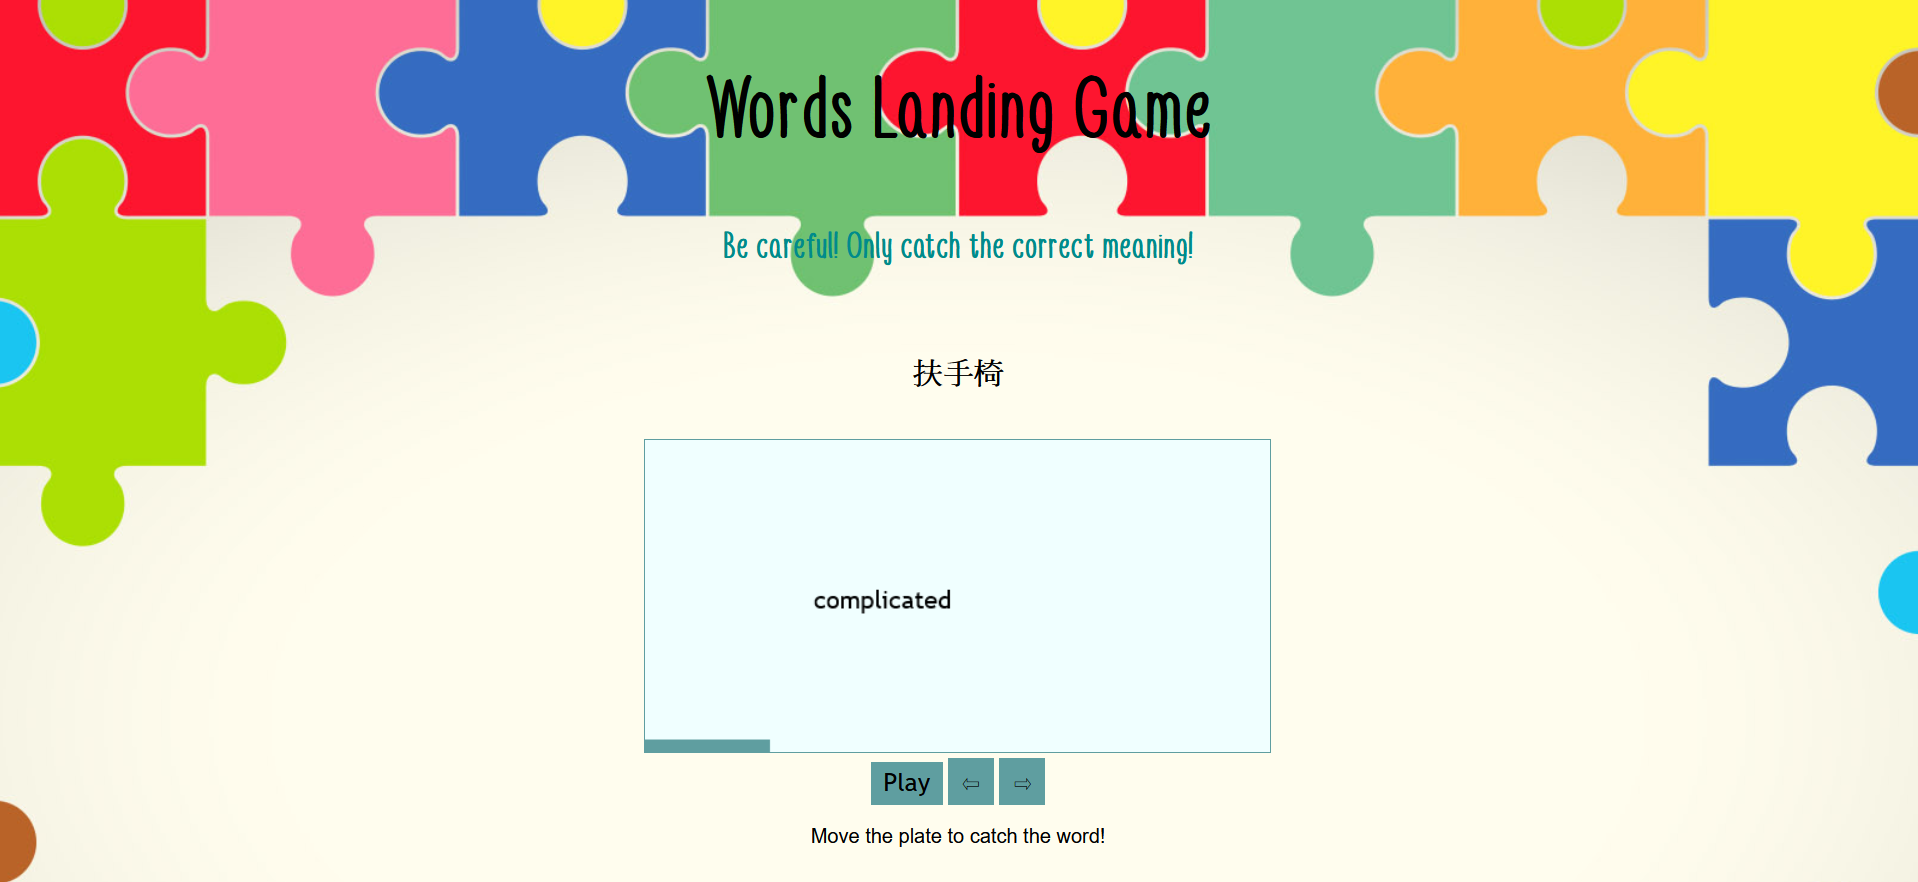 Words Landing Game
Be careful! Only catch the correct meaning!
扶手椅
complicated
Play ⇦ ⇨
Move the plate to catch the word!